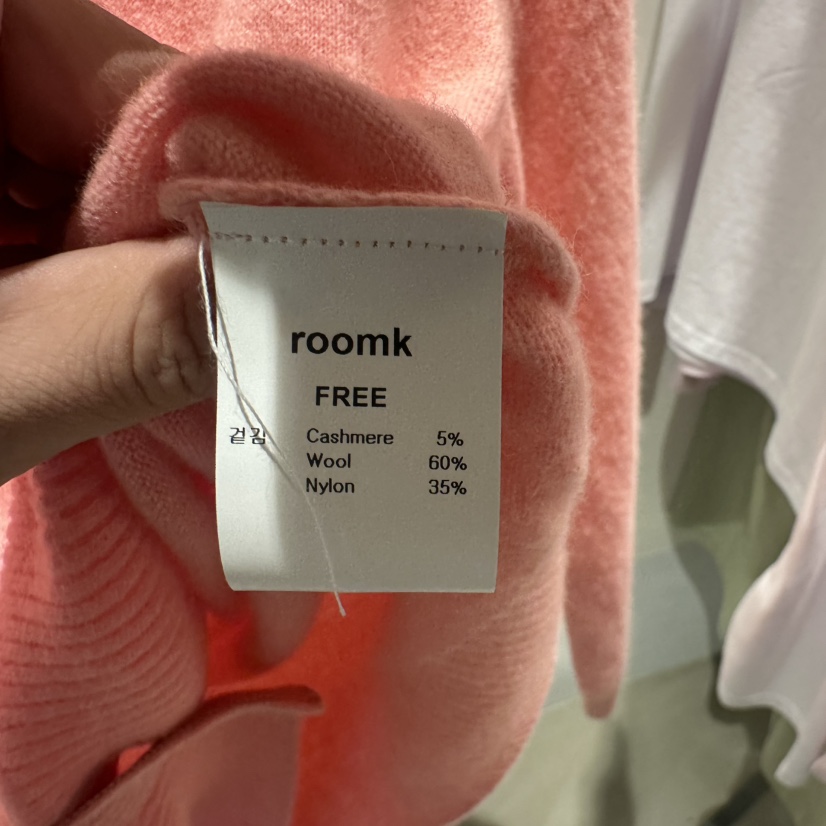 roomk
FREE
겉감 Cashmere 5%
Wool 60%
Nylon 35%